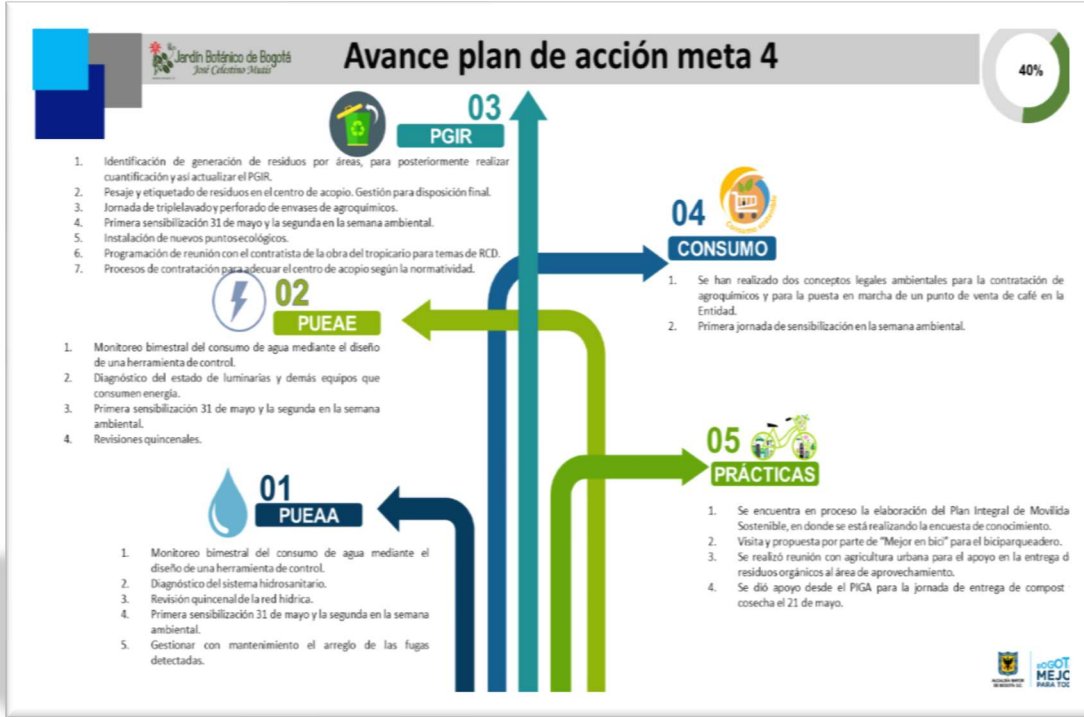 Jardín Botánico de Bogotá
José Celestino Mutis
Avance plan de acción meta 4
40%
03
PGIR
1. Identificación de generación de residuos por áreas, para posteriormente realizar
cuantificación y así actualizar el PGIR.
2. Pesaje y etiquetado de residuos en el centro de acopio. Gestión para disposición final.
3. Jornada de triplelavado y perforado de envases de agroquímicos.
4. Primera sensibilización 31 de mayo y la segunda en la semana ambiental.
5. Instalación de nuevos puntos ecológicos.
6. Programación de reunión con el contratista de la obra del tropicario para temas de RCD.
7. Procesos de contratación para adecuar el centro de acopio según la normatividad.
04
Consumo sostenible
CONSUMO
1. Se han realizado dos conceptos legales ambientales para la contratación de
agroquímicos y para la puesta en marcha de un punto de venta de café en la
Entidad.
2. Primera jornada de sensibilización en la semana ambiental.
02
PUEAE
1. Monitoreo bimestral del consumo de agua mediante el diseño
de una herramienta de control.
2. Diagnóstico del estado de luminarias y demás equipos que
consumen energía.
3. Primera sensibilización 31 de mayo y la segunda en la semana
ambiental.
4. Revisiones quincenales.
05
PRÁCTICAS
1. Se encuentra en proceso la elaboración del Plan Integral de Movilida
Sostenible, en donde se está realizando la encuesta de conocimiento.
2. Visita y propuesta por parte de "Mejor en bici" para el biciparqueadero.
3. Se realizó reunión con agricultura urbana para el apoyo en la entrega d
residuos orgánicos al área de aprovechamiento.
4. Se dió apoyo desde el PIGA para la jornada de entrega de compost
cosecha el 21 de mayo.
01
PUEAA
1. Monitoreo bimestral del consumo de agua mediante el
diseño de una herramienta de control.
2. Diagnóstico del sistema hidrosanitario.
3. Revisión quincenal de la red hídrica.
4. Primera sensibilización 31 de mayo y la segunda en la semana
ambiental.
5. Gestionar con mantenimiento el arreglo de las fugas
detectadas.
ALCALDÍA MAYOR
DE BOGOTÁ D.C.
BOGOT
MEJO
PARA TOD